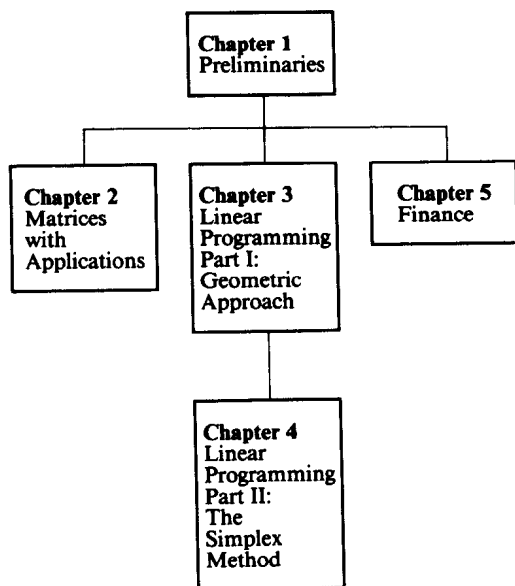 Chapter 1
Preliminaries
Chapter 2
Matrices
with
Applications
Chapter 3
Linear
Programming
Part I:
Geometric
Approach
Chapter 5
Finance
Chapter 4
Linear
Programming
Part II:
The
Simplex
Method